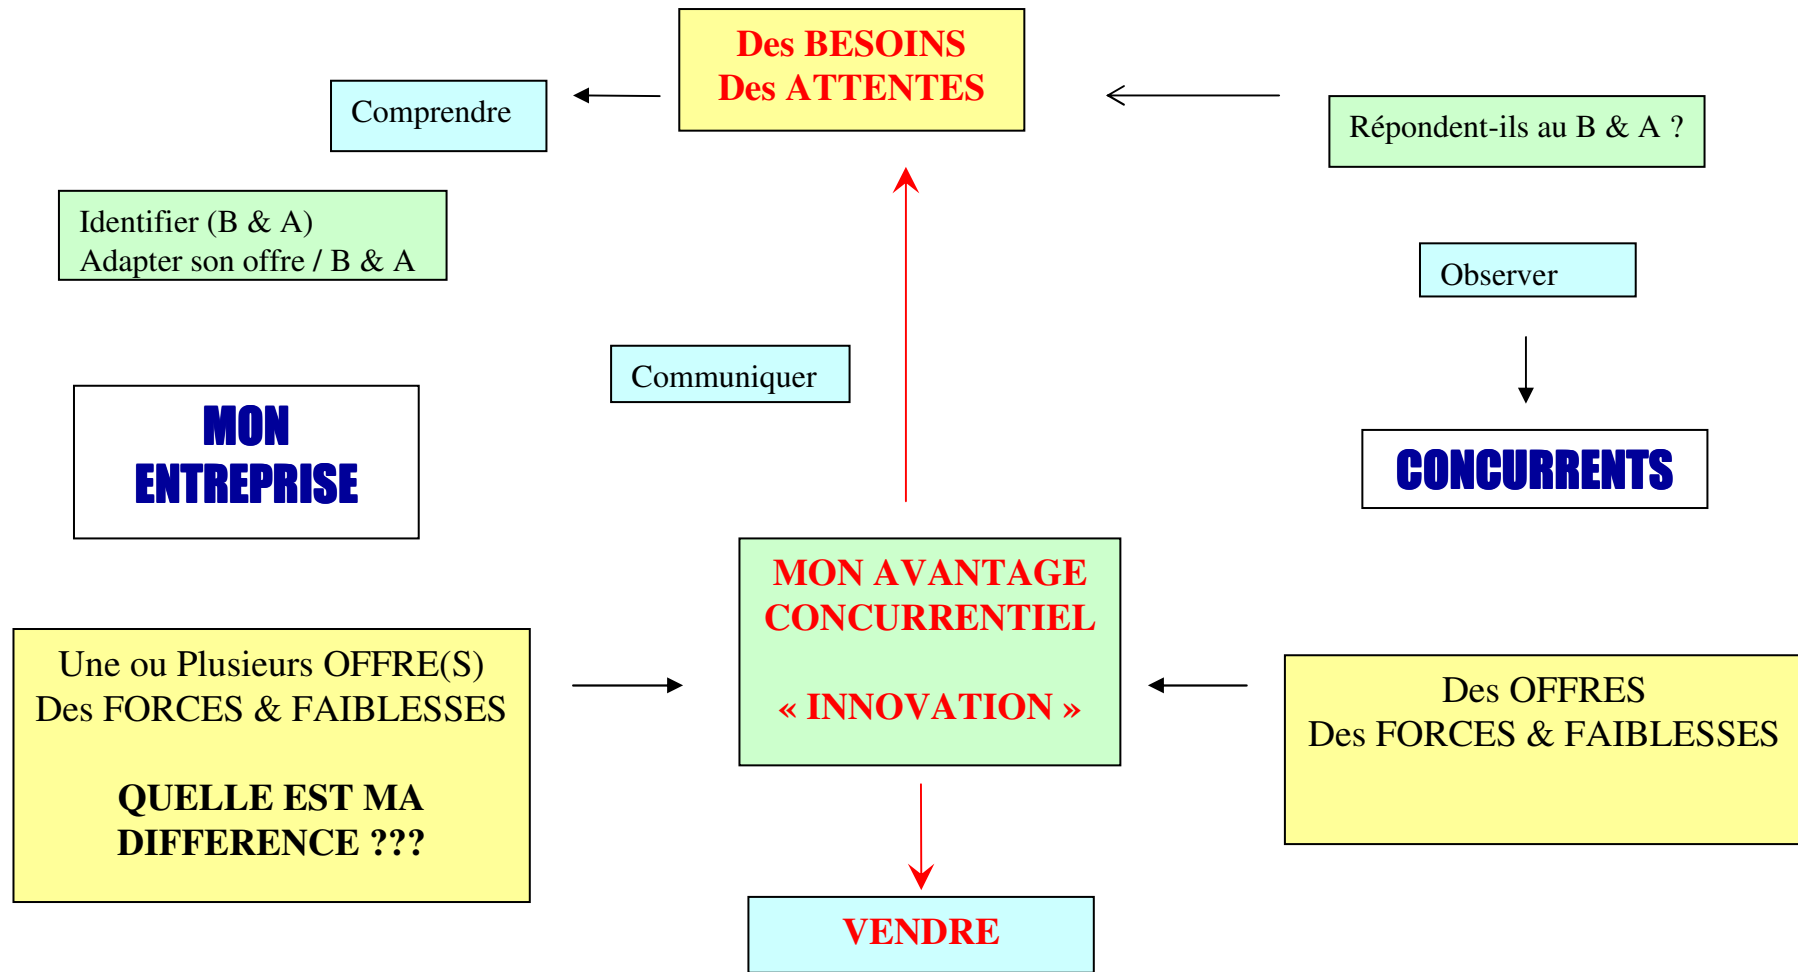 Des BESOINS
Des ATTENTES
Comprendre
Répondent-ils au B & A ?
Identifier (B & A)
Adapter son offre / B & A
Observer
Communiquer
MON
ENTREPRISE
CONCURRENTS
MON AVANTAGE
CONCURRENTIEL
« INNOVATION »
Une ou Plusieurs OFFRE(S)
Des FORCES & FAIBLESSES
QUELLE EST MA
DIFFERENCE ???
Des OFFRES
Des FORCES & FAIBLESSES
VENDRE